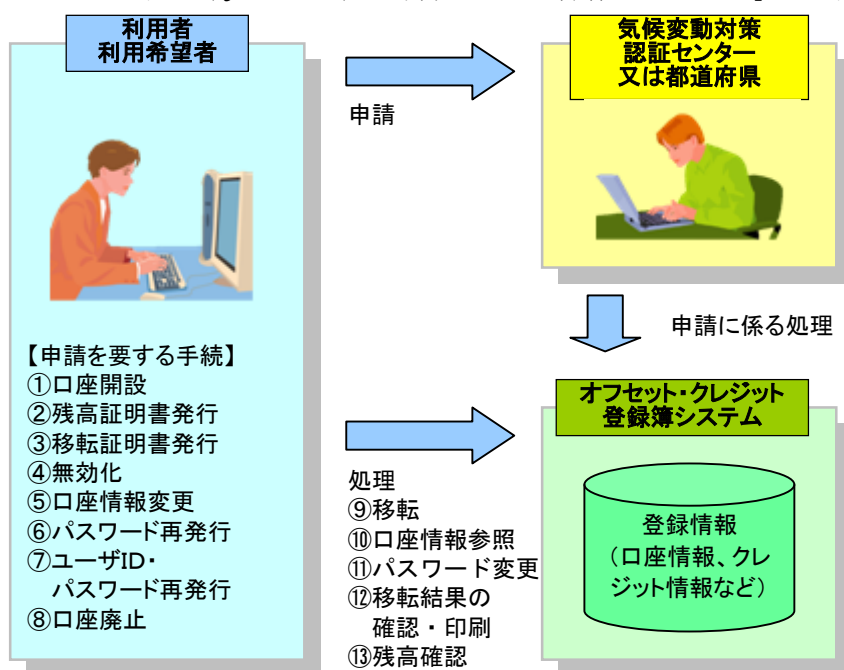 利用者
利用希望者
申請
気候変動対策
認証センター
又は都道府県
申請に係る処理
【申請を要する手続】
①口座開設
②残高証明書発行
③移転証明書発行
④無効化
⑤口座情報変更
⑥パスワード再発行
⑦ユーザID・
パスワード再発行
⑧口座廃止
処理
⑨移転
⑩口座情報参照
⑪パスワード変更
⑫移転結果の
確認・印刷
⑬残高確認
オフセット・クレジット
登録簿システム
登録情報
（口座情報、クレ
ジット情報など）